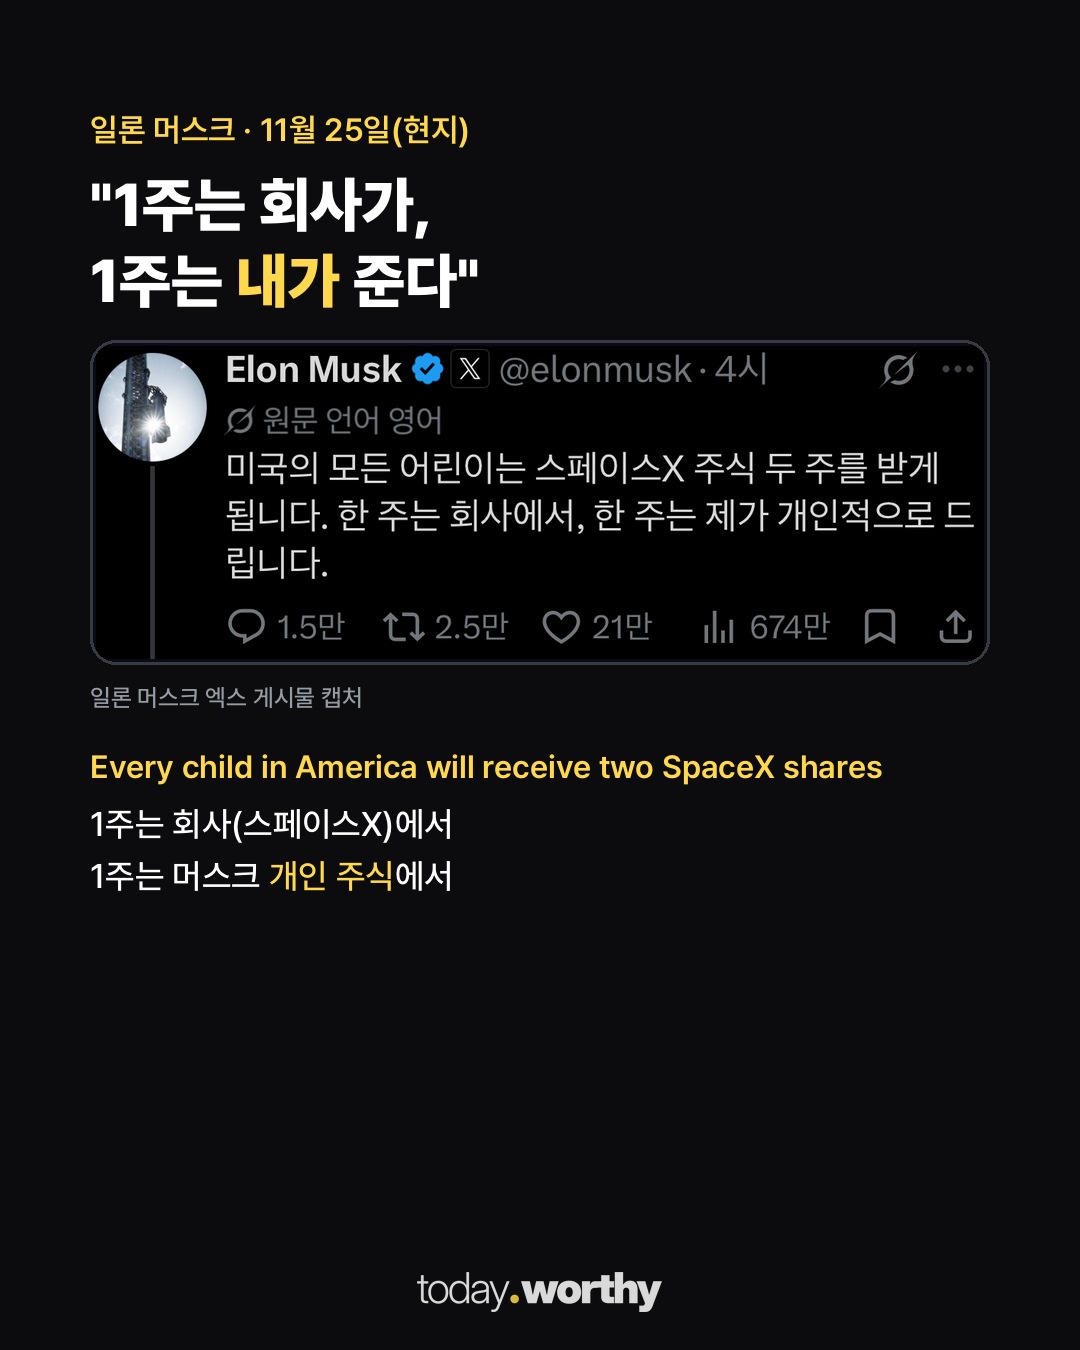 일론 머스크 · 11월 25일(현지)
"1주는 회사가,
1주는 내가 준다"
Elon Musk X @elonmusk · 4시
원문 언어 영어
미국의 모든 어린이는 스페이스X 주식 두 주를 받게
됩니다. 한 주는 회사에서, 한 주는 제가 개인적으로 드
립니다.
1.5만 2.5만 21만 674만
일론 머스크 엑스 게시물 캡처
Every child in America will receive two SpaceX shares
1주는 회사(스페이스X)에서
1주는 머스크 개인 주식에서
today.worthy